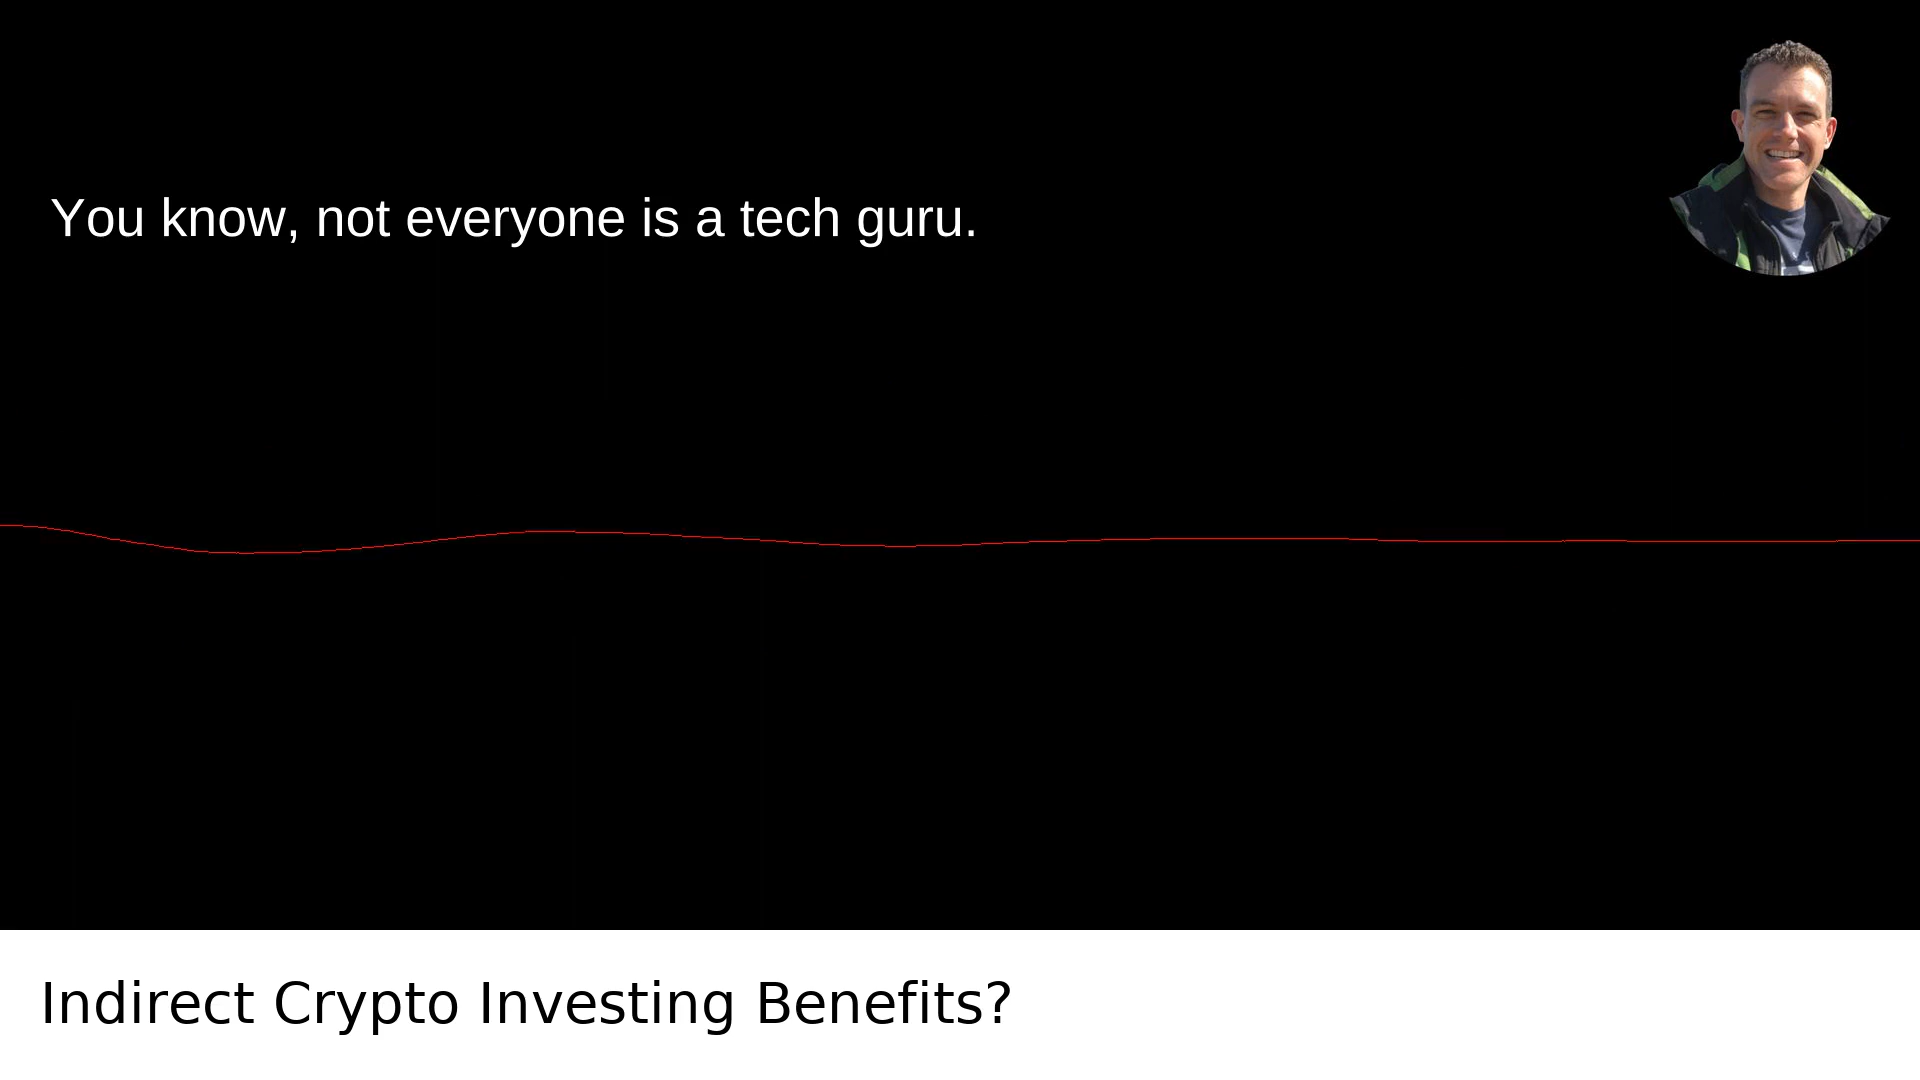 You know, not everyone is a tech guru.
Indirect Crypto Investing Benefits?